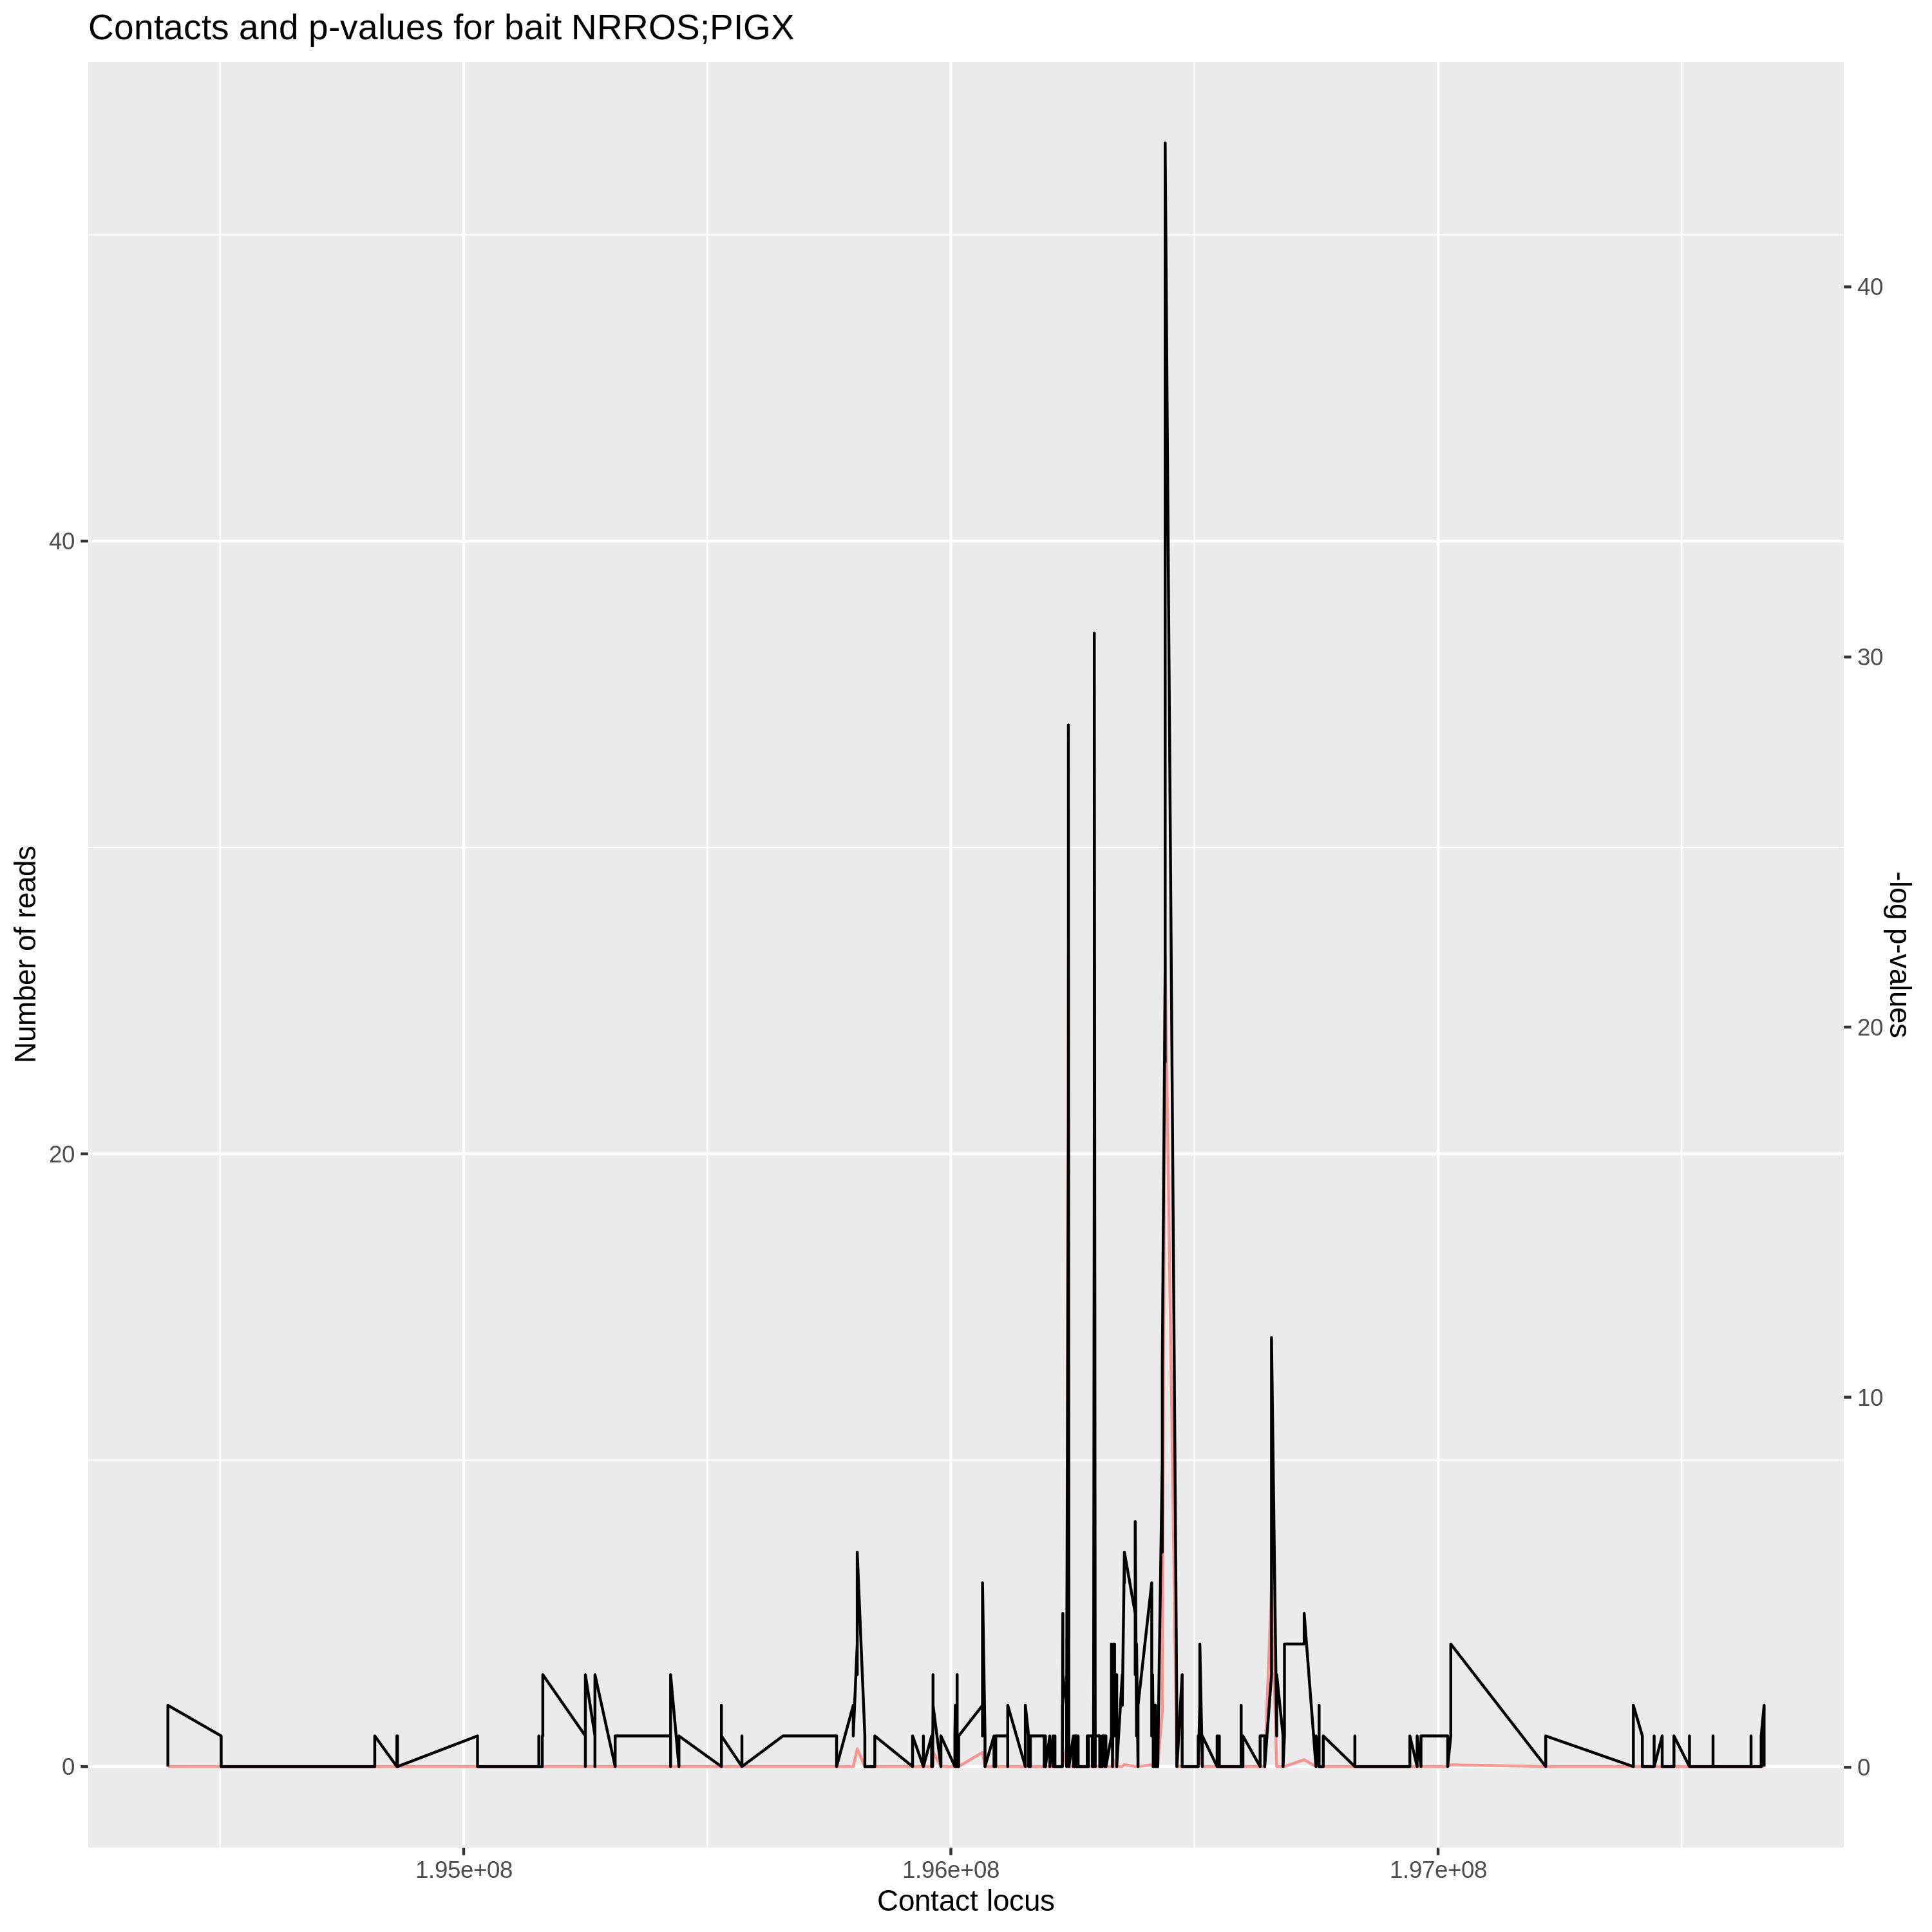 Contacts and p-values for bait NRROS;PIGX
Number of reads
40
20
0
40
30
20
10
0
-log p-values
1.95e+08 1.96e+08 1.97e+08
Contact locus